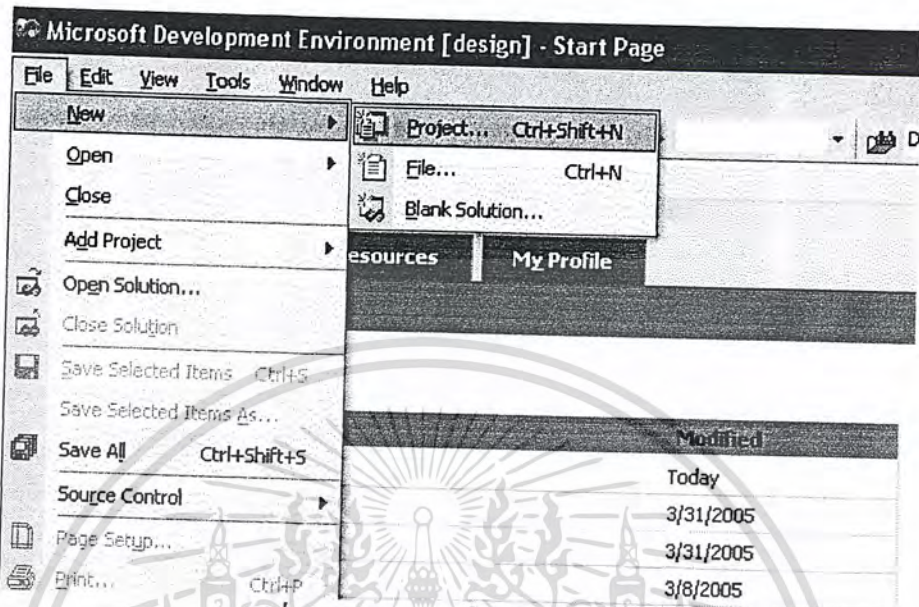 Microsoft Development Environment [design] - Start Page
File Edit View Tools Window Help
New
Project... Ctrl+Shift+N
Open
File... Ctrl+N
Close
Blank Solution...
Add Project
esources My Profile
Open Solution...
Close Solution
Save Selected Items Ctrl+S
Save Selected Items As...
Modified
Save All Ctrl+Shift+S
Today
Source Control
3/31/2005
Page Setup...
3/31/2005
Print... Ctrl+P
3/8/2005